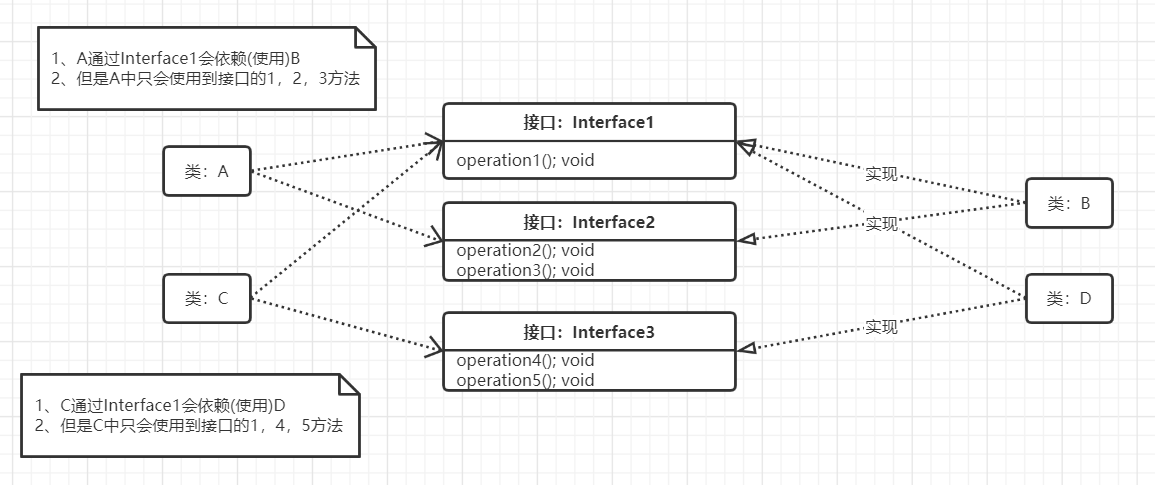 1、A通过Interface1会依赖(使用)B
2、但是A中只会使用到接口的1，2，3方法
接口：Interface1
operation1(); void
类：A
实现
类：B
接口：Interface2
operation2(); void
operation3(); void
实现
类：C
类：D
接口：Interface3
operation4(); void
operation5(); void
实现
1、C通过Interface1会依赖(使用)D
2、但是C中只会使用到接口的1，4，5方法